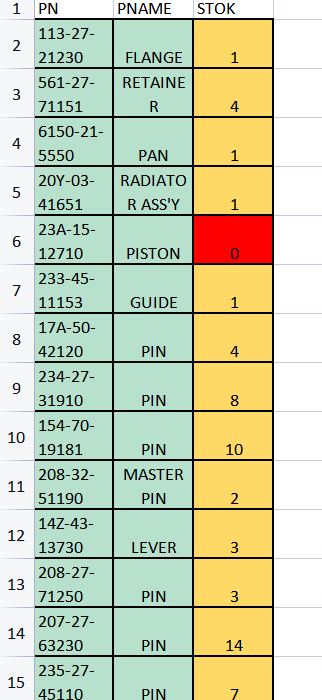 1 PN PNAME STOK
113-27-
2 21230 FLANGE 1
561-27- RETAINE
3 71151 R 4
6150-21-
4 5550 PAN 1
20Y-03- RADIATO
5 41651 R ASS'Y 1
23A-15-
6 12710 PISTON 0
233-45-
7 11153 GUIDE 1
17A-50-
8 42120 PIN 4
234-27-
9 31910 PIN 8
154-70-
10 19181 PIN 10
208-32- MASTER
11 51190 PIN 2
14Z-43-
12 13730 LEVER 3
208-27-
13 71250 PIN 3
207-27-
14 63230 PIN 14
235-27-
15 45110 PIN 7